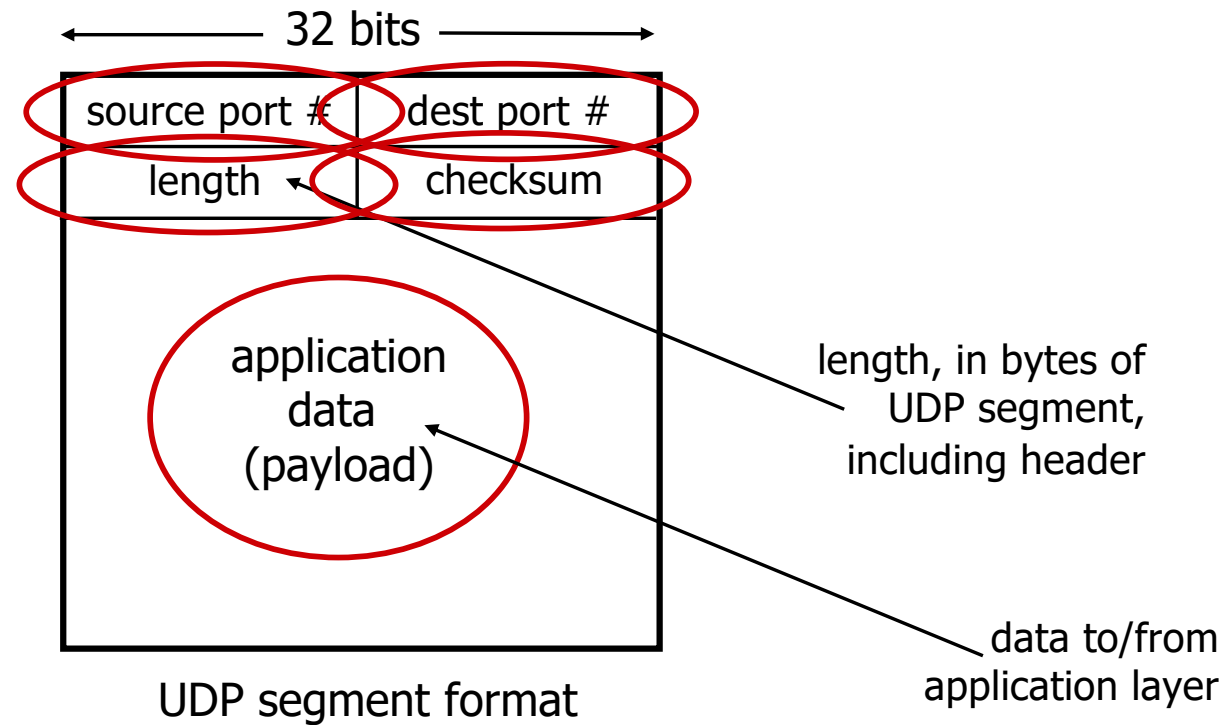 32 bits
source port #
dest port #
length
checksum
application
data
(payload)
length, in bytes of
UDP segment,
including header
data to/from
application layer
UDP segment format